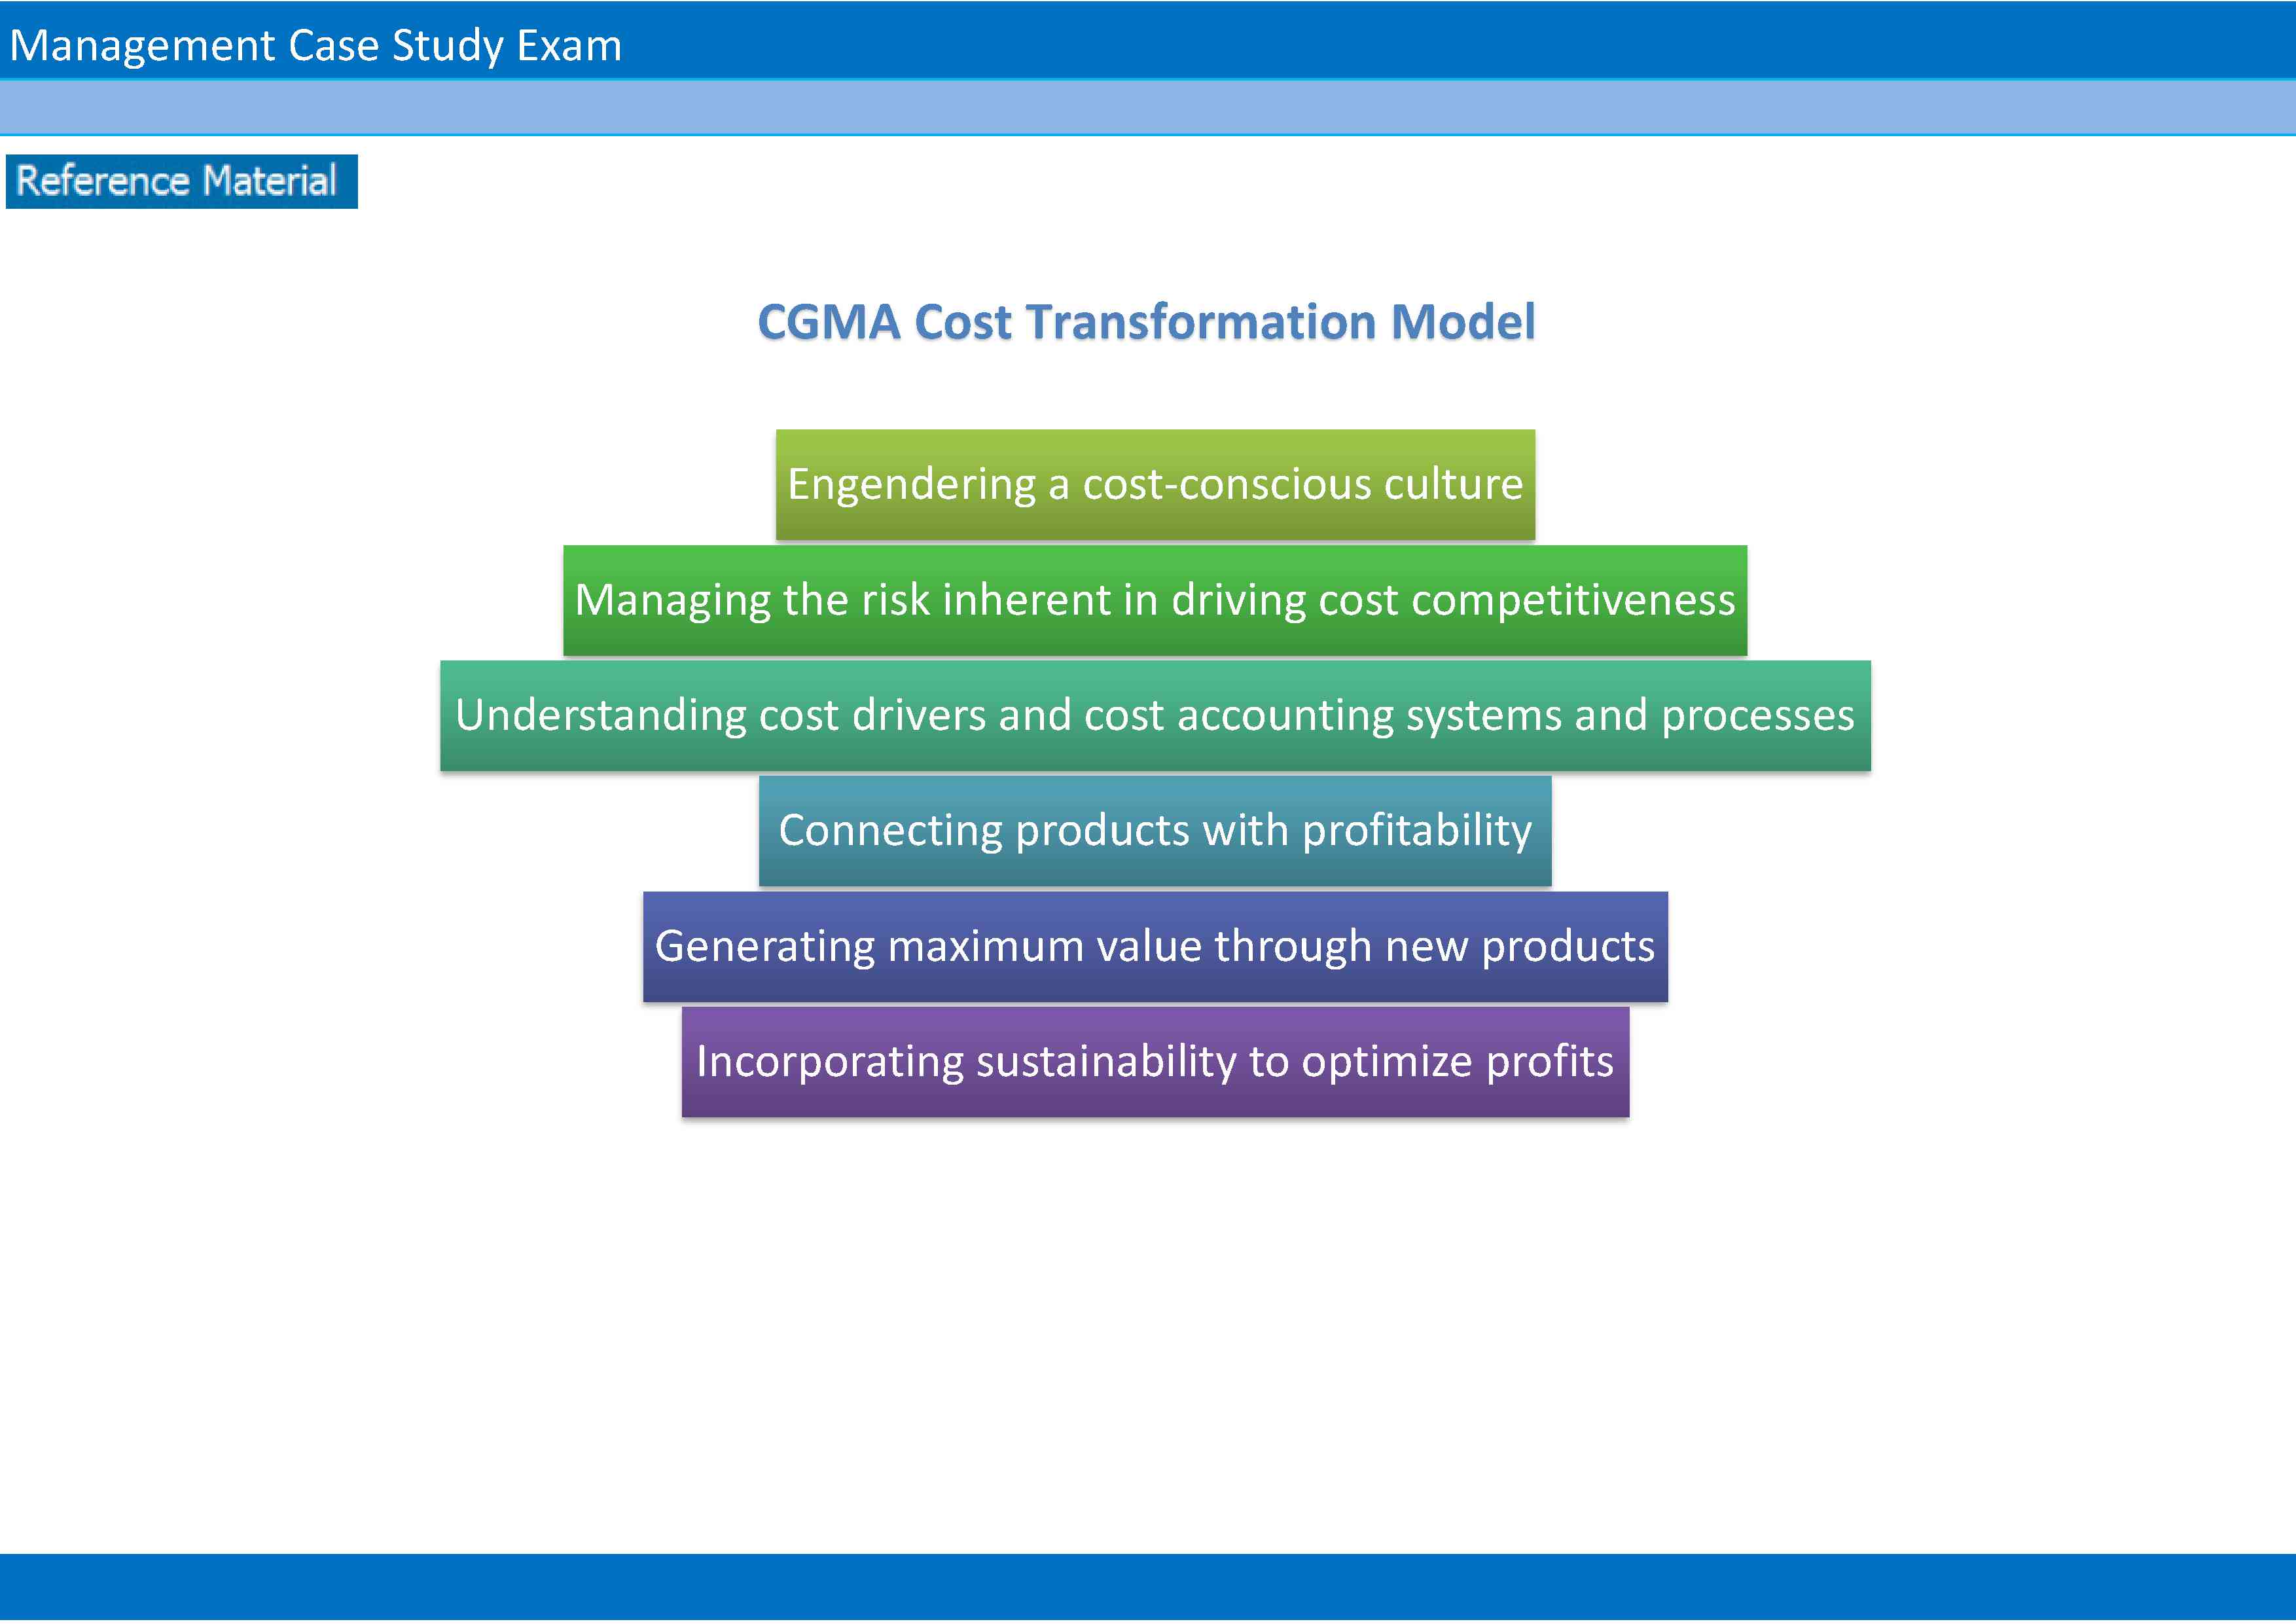 Management Case Study Exam
Reference Material
CGMA Cost Transformation Model
Engendering a cost-conscious culture
Managing the risk inherent in driving cost competitiveness
Understanding cost drivers and cost accounting systems and processes
Connecting products with profitability
Generating maximum value through new products
Incorporating sustainability to optimize profits